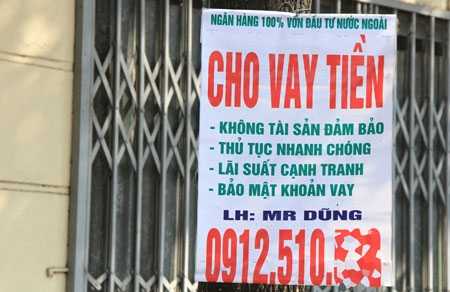 NGÂN HÀNG 100% VỐN ĐẦU TƯ NƯỚC NGOÀI
CHO VAY TIỀN
- KHÔNG TÀI SẢN ĐẢM BẢO
- THỦ TỤC NHANH CHÓNG
- LÃI SUẤT CẠNH TRANH
- BẢO MẬT KHOẢN VAY
LH: MR DŨNG
0912.510.